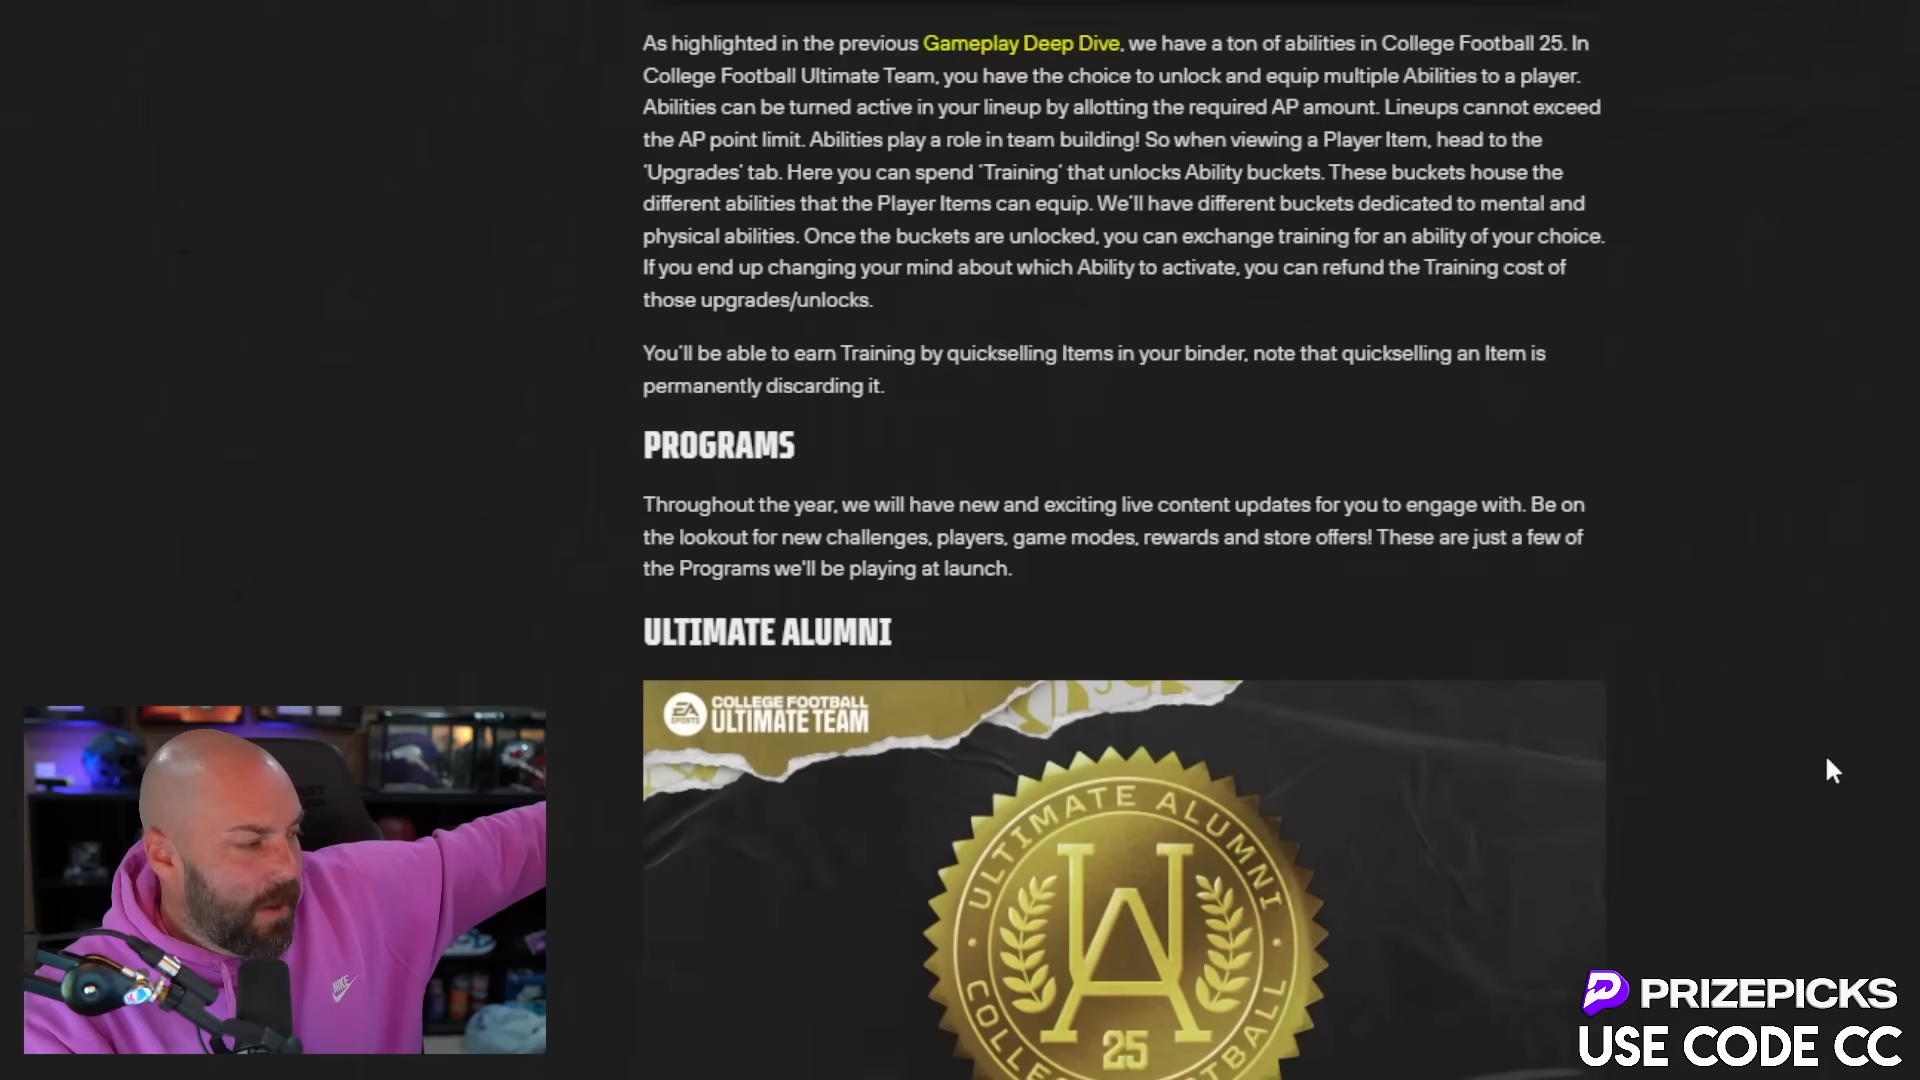 As highlighted in the previous Gameplay Deep Dive, we have a ton of abilities in College Football 25. In
College Football Ultimate Team, you have the choice to unlock and equip multiple Abilities to a player.
Abilities can be turned active in your lineup by allotting the required AP amount. Lineups cannot exceed
the AP point limit. Abilities play a role in team building! So when viewing a Player Item, head to the
'Upgrades' tab. Here you can spend 'Training' that unlocks Ability buckets. These buckets house the
different abilities that the Player Items can equip. We'll have different buckets dedicated to mental and
physical abilities. Once the buckets are unlocked, you can exchange training for an ability of your choice.
If you end up changing your mind about which Ability to activate, you can refund the Training cost of
those upgrades/unlocks.
You'll be able to earn Training by quickselling Items in your binder, note that quickselling an Item is
permanently discarding it.
PROGRAMS
Throughout the year, we will have new and exciting live content updates for you to engage with. Be on
the lookout for new challenges, players, game modes, rewards and store offers! These are just a few of
the Programs we'll be playing at launch.
ULTIMATE ALUMNI
EA SPORTS
COLLEGE FOOTBALL
ULTIMATE TEAM
ULTIMATE ALUMNI
UA
25
NIKE
PRIZEPICKS
USE CODE CC